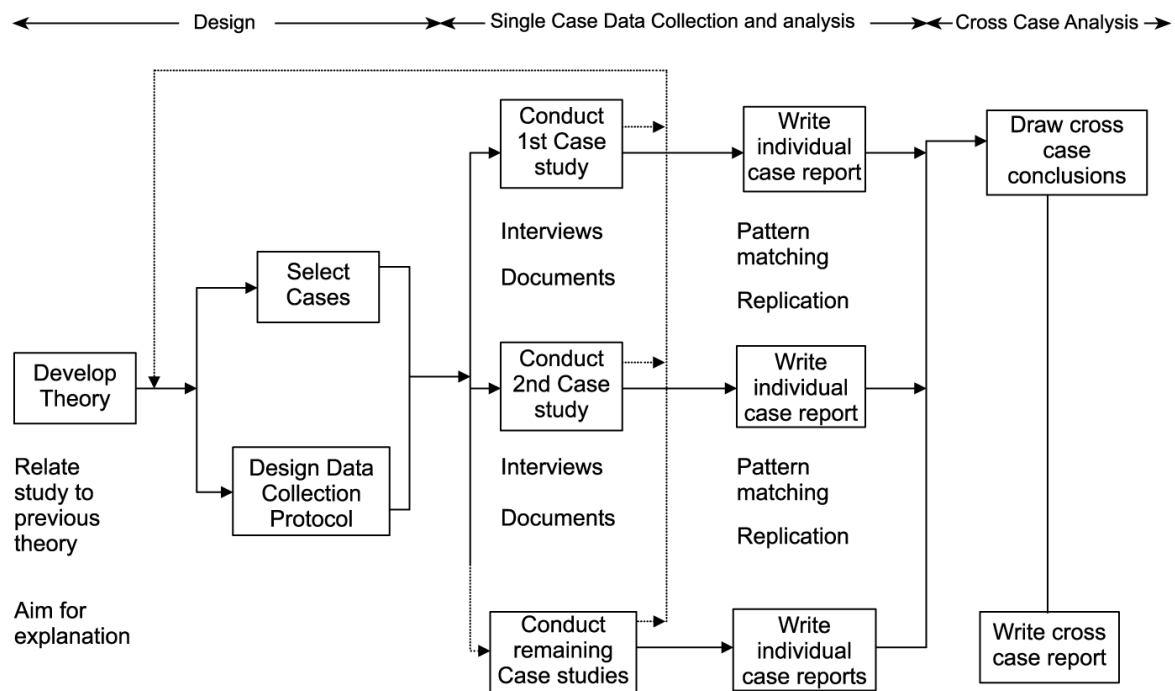 Design
Single Case Data Collection and analysis
Cross Case Analysis
Conduct
1st Case
study
Write
individual
case report
Draw cross
case
conclusions
Interviews
Documents
Pattern
matching
Replication
Select
Cases
Develop
Theory
Conduct
2nd Case
study
Write
individual
case report
Relate
study to
previous
theory
Design Data
Collection
Protocol
Interviews
Documents
Pattern
matching
Replication
Aim for
explanation
Conduct
remaining
Case studies
Write
individual
case reports
Write cross
case report